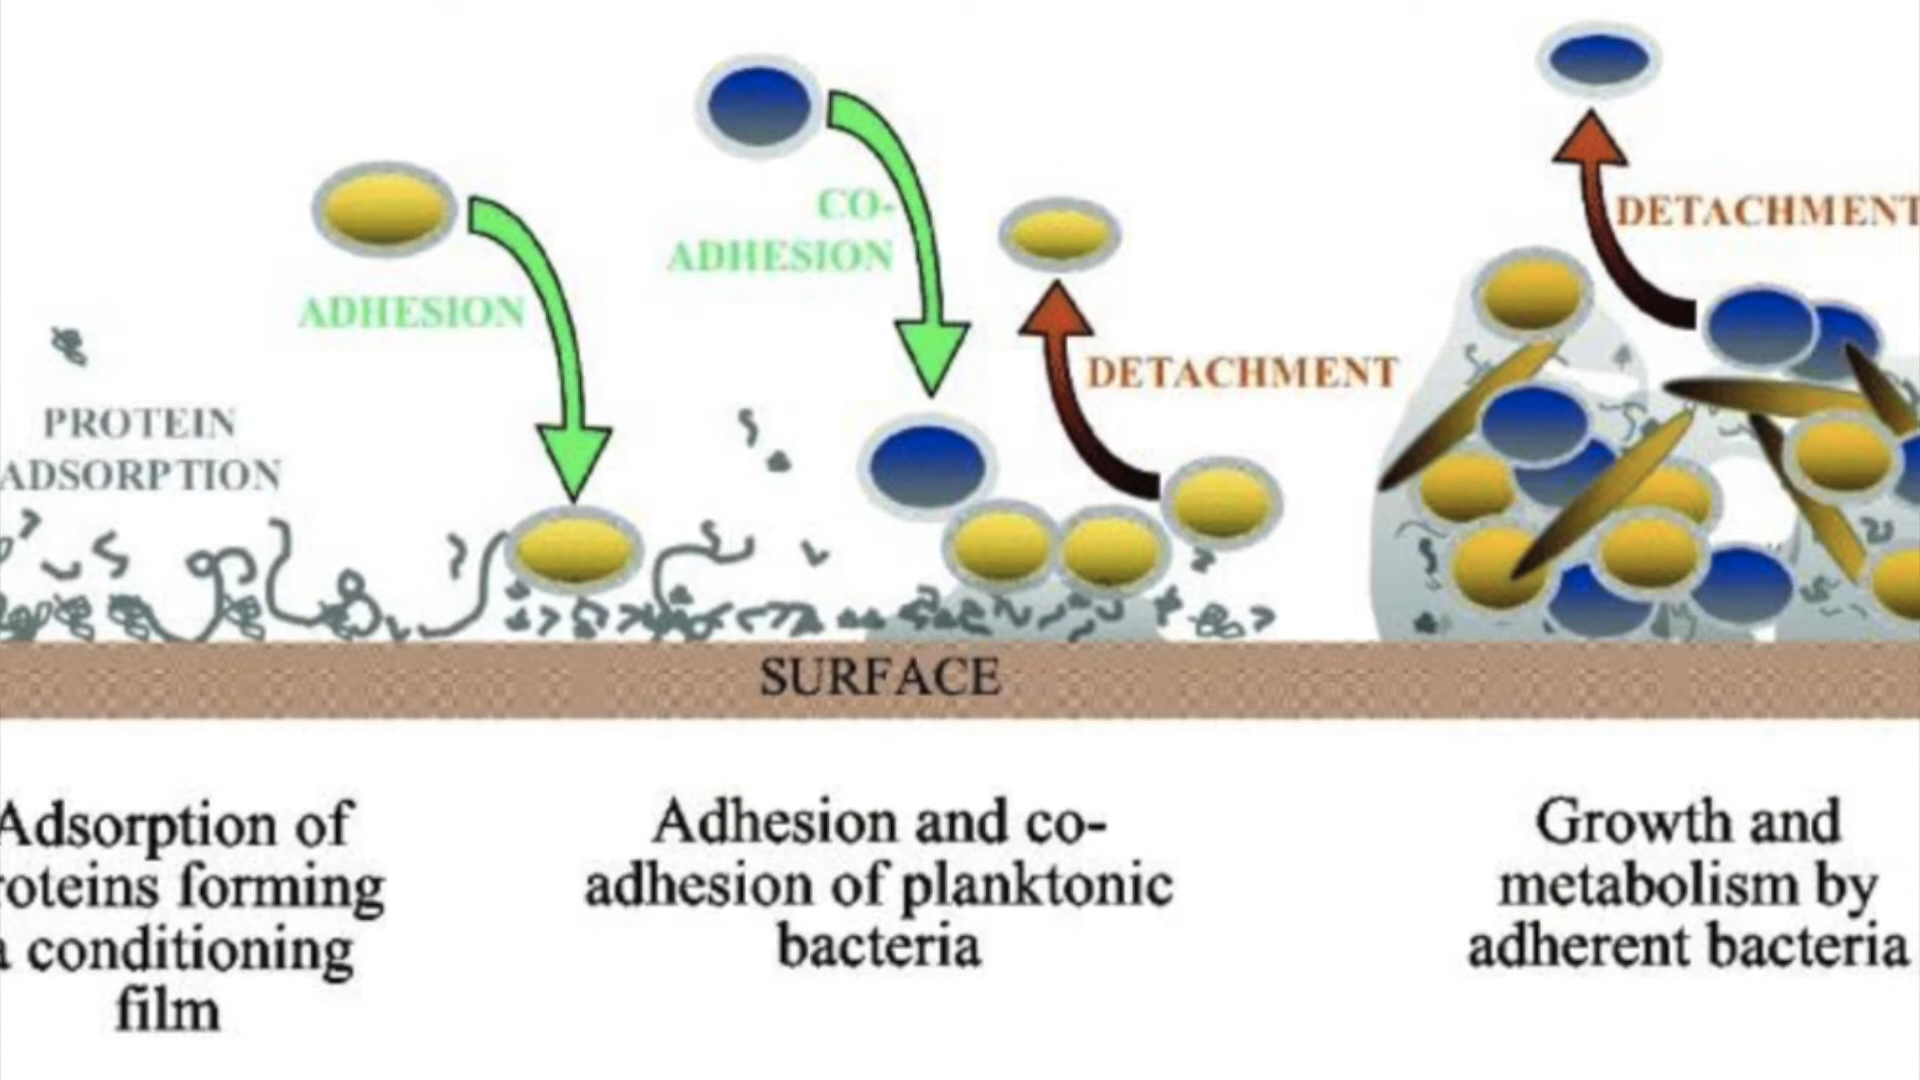 CO-
ADHESION
ADHESION
DETACHMENT
DETACHMENT
PROTEIN
ADSORPTION
SURFACE
Adsorption of
roteins forming
a conditioning
film
Adhesion and co-
adhesion of planktonic
bacteria
Growth and
metabolism by
adherent bacteria